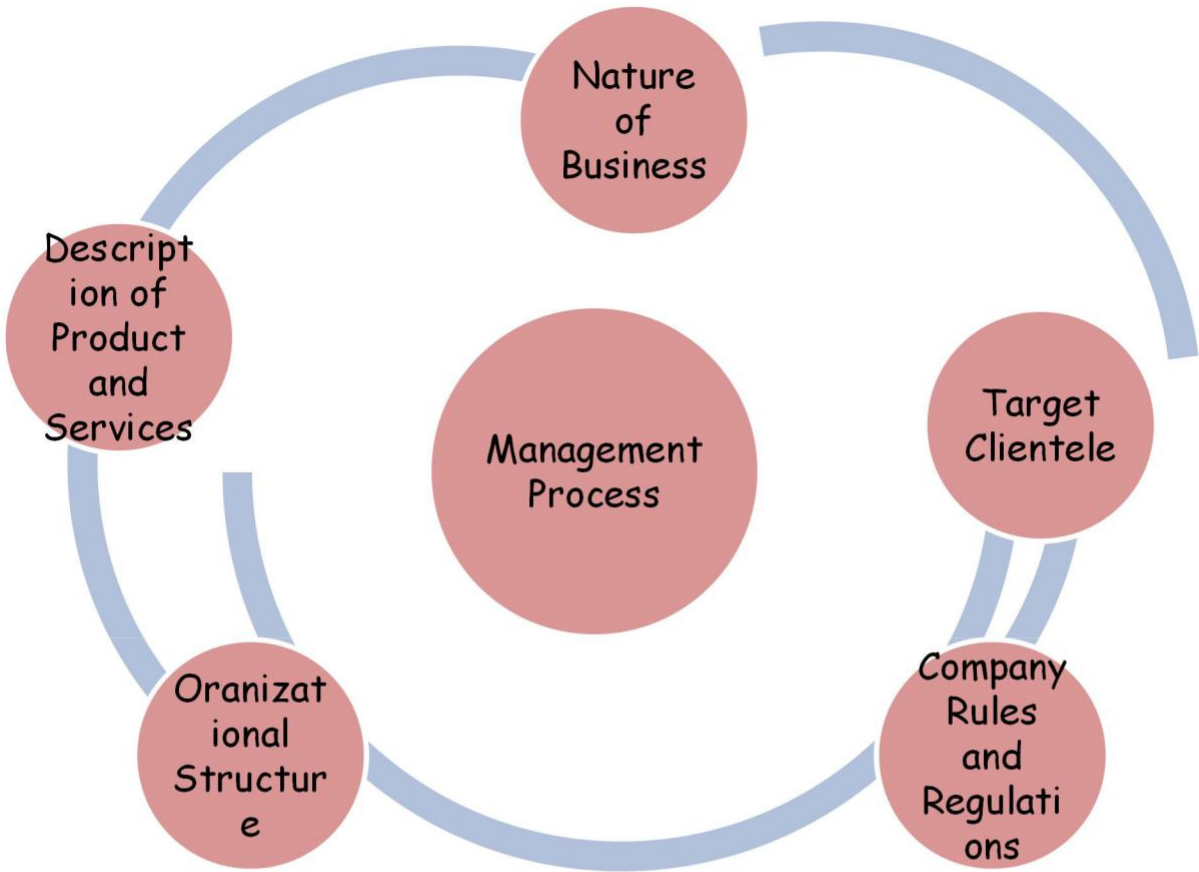 Nature
of
Business
Descript
ion of
Product
and
Services
Target
Clientele
Management
Process
Oranizat
ional
Structur
e
Company
Rules
and
Regulati
ons